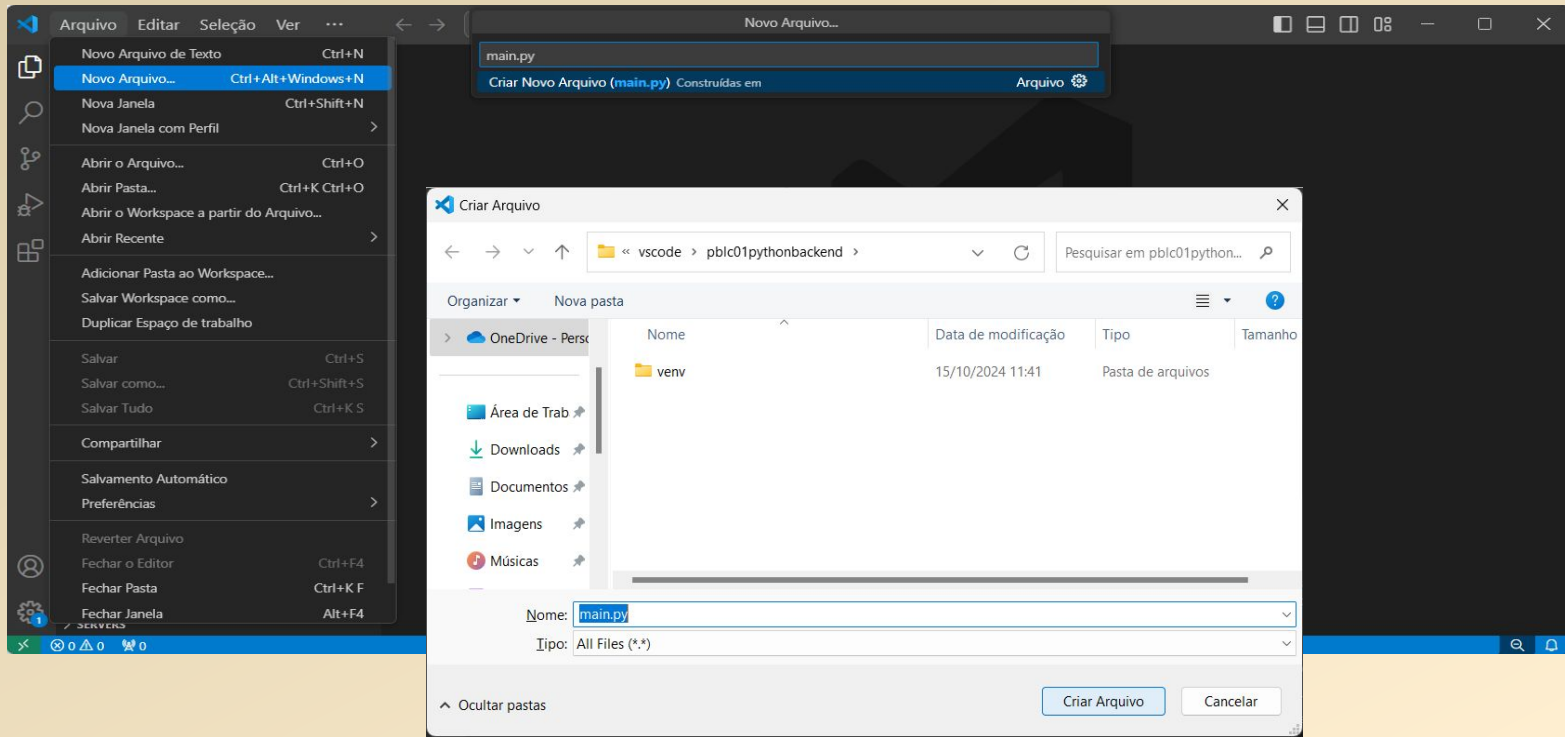 Arquivo Editar Seleção Ver ···
Novo Arquivo de Texto Ctrl+N
Novo Arquivo... Ctrl+Alt+Windows+N
Nova Janela Ctrl+Shift+N
Nova Janela com Perfil
Abrir o Arquivo... Ctrl+O
Abrir Pasta... Ctrl+K Ctrl+O
Abrir o Workspace a partir do Arquivo...
Abrir Recente
Adicionar Pasta ao Workspace...
Salvar Workspace como...
Duplicar Espaço de trabalho
Salvar Ctrl+S
Salvar como... Ctrl+Shift+S
Salvar Tudo Ctrl+K S
Compartilhar
Salvamento Automático
Preferências
Reverter Arquivo
Fechar o Editor Ctrl+F4
Fechar Pasta Ctrl+K F
Fechar Janela Alt+F4
SERVERS
1
0 0 0
Novo Arquivo...
main.py
Criar Novo Arquivo (main.py) Construídas em Arquivo
Criar Arquivo
« vscode > pblc01pythonbackend >
Pesquisar em pblc01python...
Organizar Nova pasta
?
OneDrive - Perso
Nome Data de modificação Tipo Tamanho
venv 15/10/2024 11:41 Pasta de arquivos
Área de Trab
Downloads
Documentos
Imagens
Músicas
Nome: main.py
Tipo: All Files (*.*)
Ocultar pastas
Criar Arquivo Cancelar